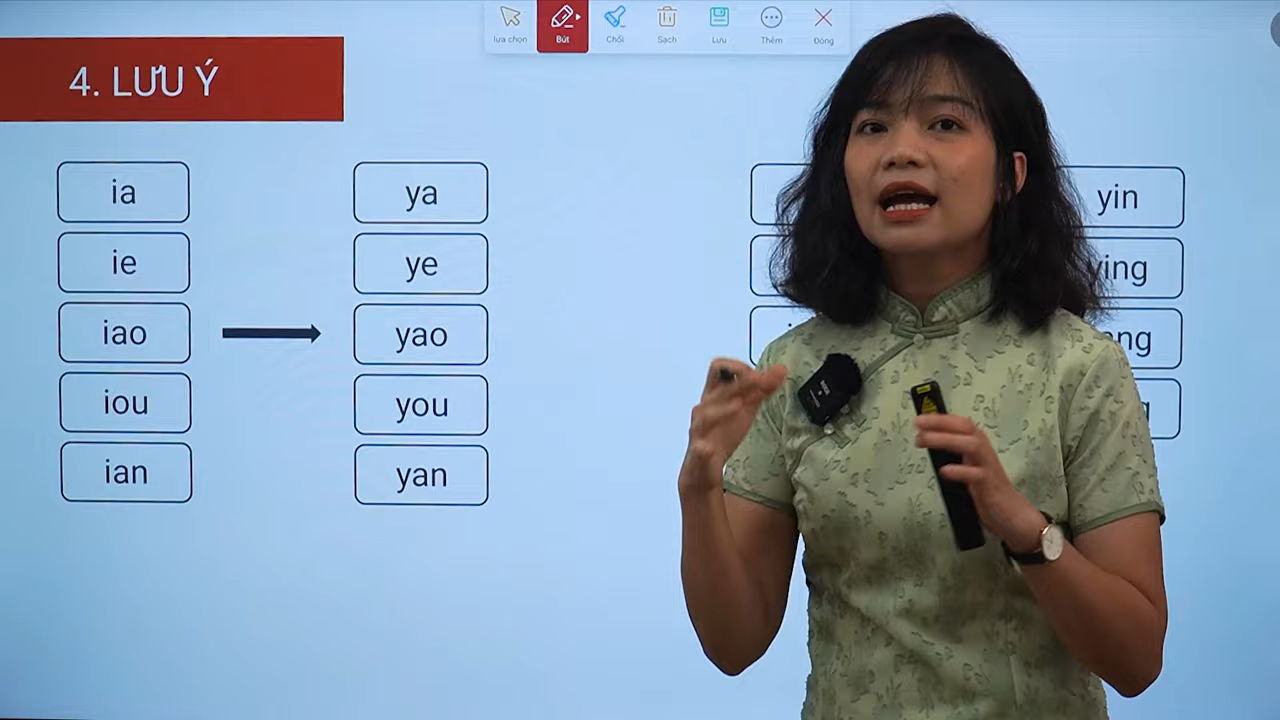 lựa chọn
Bút
Chổi
Sạch
Lưu
Thêm
Đóng
4. LƯU Ý
ia
ya
ie
ye
iao
yao
iou
you
ian
yan
yin
ying